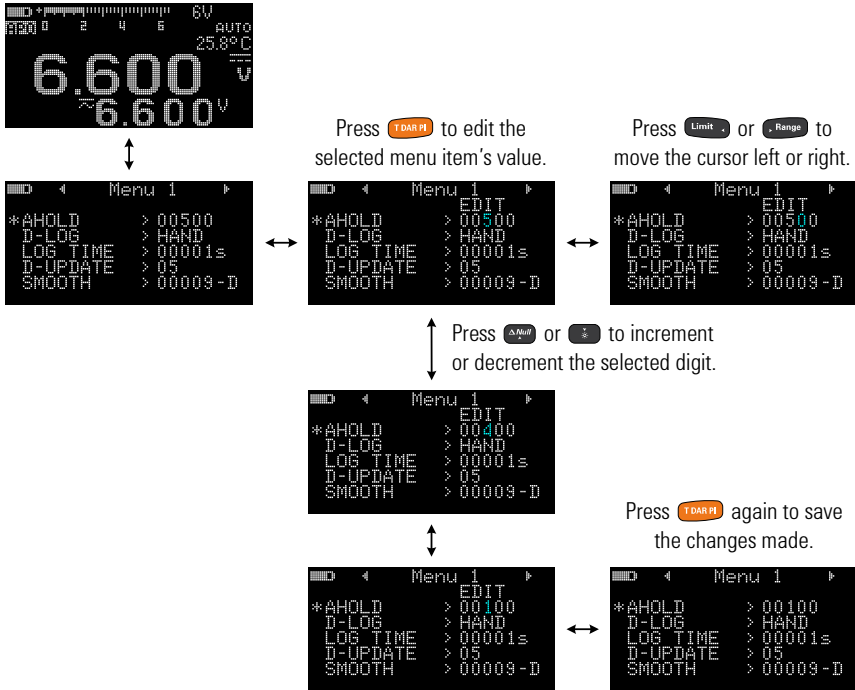 6V
0 2 4 6 AUTO
25.8°C
6.600 V
6.600 V
Press T DAR PI to edit the
selected menu item's value.
Press Limit or Range to
move the cursor left or right.
Menu 1
*AHOLD > 00500
D-LOG > HAND
LOG TIME > 00001s
D-UPDATE > 05
SMOOTH > 00009-D
Menu 1
EDIT
*AHOLD > 00500
D-LOG > HAND
LOG TIME > 00001s
D-UPDATE > 05
SMOOTH > 00009-D
Menu 1
EDIT
*AHOLD > 00500
D-LOG > HAND
LOG TIME > 00001s
D-UPDATE > 05
SMOOTH > 00009-D
Press ΔNull or to increment
or decrement the selected digit.
Menu 1
EDIT
*AHOLD > 00400
D-LOG > HAND
LOG TIME > 00001s
D-UPDATE > 05
SMOOTH > 00009-D
Press T DAR PI again to save
the changes made.
Menu 1
EDIT
*AHOLD > 00100
D-LOG > HAND
LOG TIME > 00001s
D-UPDATE > 05
SMOOTH > 00009-D
Menu 1
*AHOLD > 00100
D-LOG > HAND
LOG TIME > 00001s
D-UPDATE > 05
SMOOTH > 00009-D